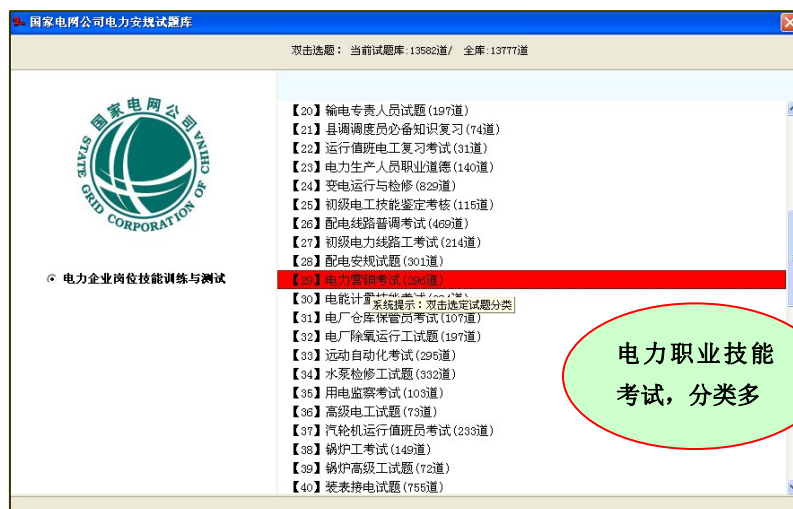 国家电网公司电力安规试题库
双击选题： 当前试题库:13582道/ 全库:13777道
国家电网公司
STATE GRID CORPORATION OF CHINA
电力企业岗位技能训练与测试
【20】输电专责人员试题(197道)
【21】县调调度员必备知识复习(74道)
【22】运行值班电工复习考试(31道)
【23】电力生产人员职业道德(140道)
【24】变电运行与检修(829道)
【25】初级电工技能鉴定考核(115道)
【26】配电线路普调考试(469道)
【27】初级电力线路工考试(214道)
【28】配电安规试题(301道)
【29】电力营销考试(296道)
【30】电能计量
系统提示：双击选定试题分类
【31】电厂仓库保管员考试(107道)
【32】电厂除氧运行工试题(197道)
【33】远动自动化考试(295道)
【34】水泵检修工试题(332道)
【35】用电监察考试(103道)
【36】高级电工试题(73道)
【37】汽轮机运行值班员考试(233道)
【38】锅炉工考试(149道)
【39】锅炉高级工试题(72道)
【40】装表接电试题(755道)
电力职业技能
考试，分类多